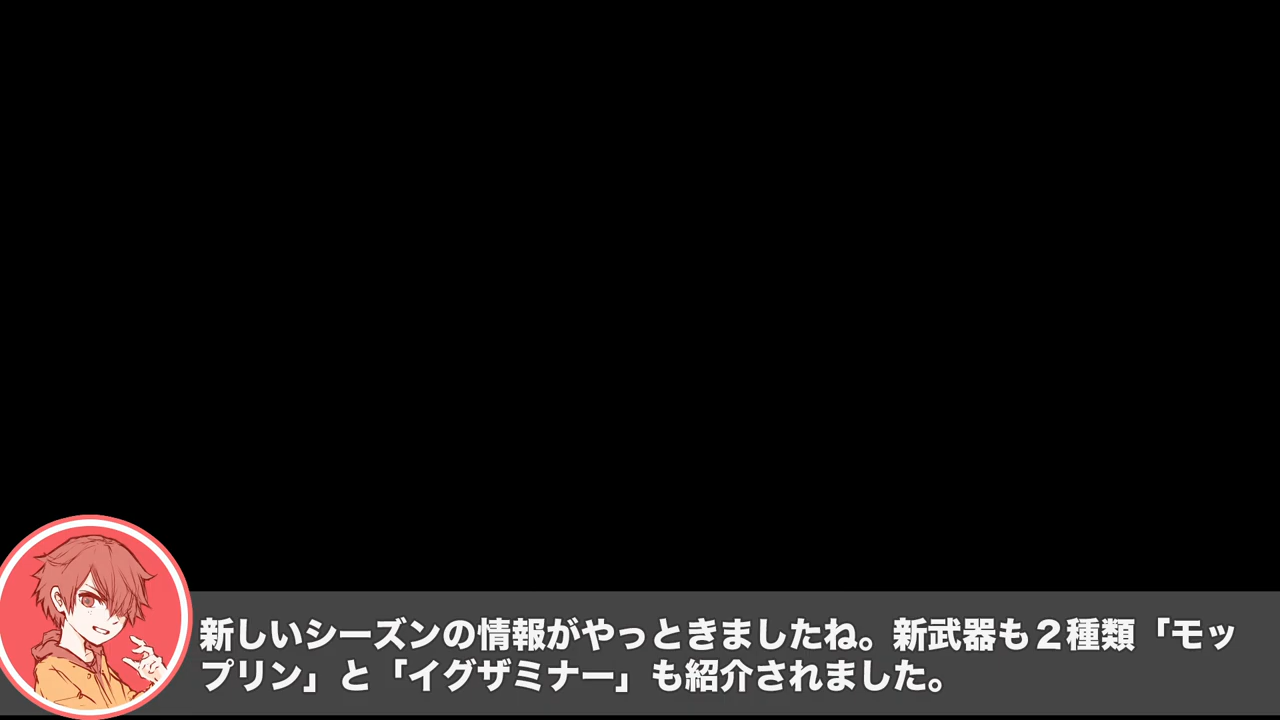 新しいシーズンの情報がやっときましたね。新武器も２種類「モッ
プリン」と「イグザミナー」も紹介されました。